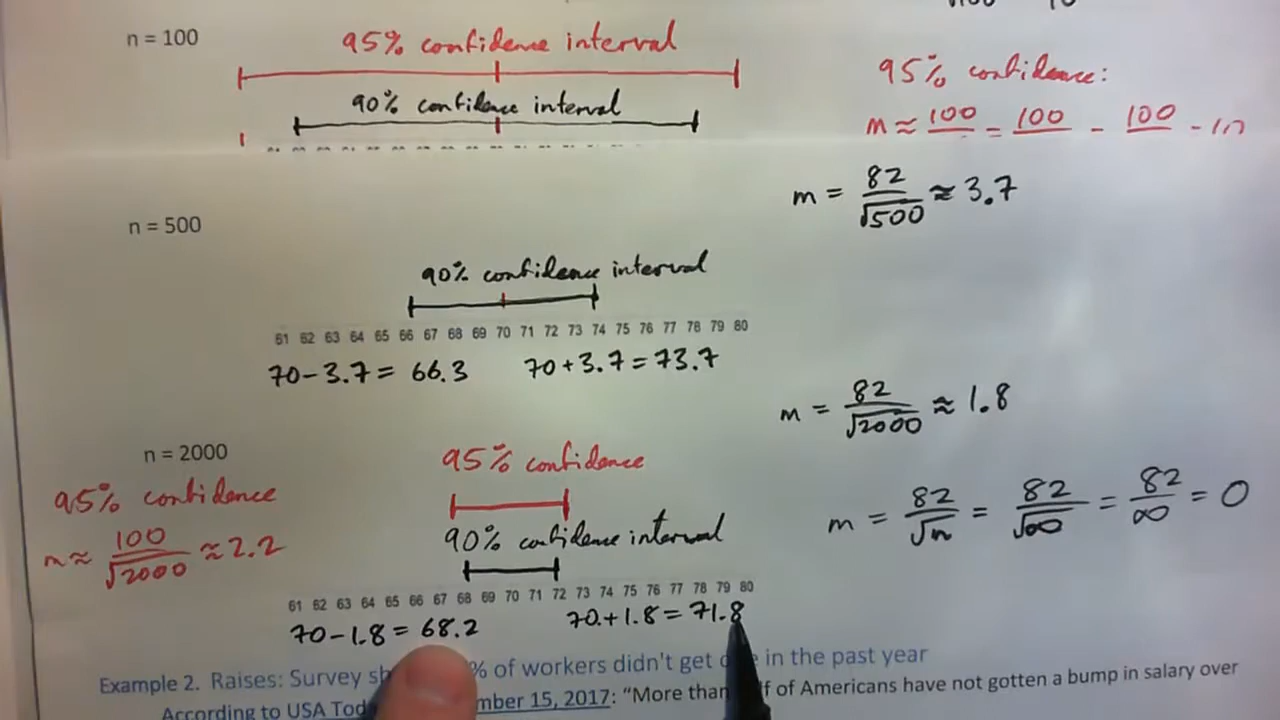 n = 100
95% confidence interval
90% confidence interval
95% confidence:
m ≈ 100 = 100 - 100 - 10
n = 500
m = 82/√500 ≈ 3.7
90% confidence interval
61 62 63 64 65 66 67 68 69 70 71 72 73 74 75 76 77 78 79 80
70-3.7 = 66.3 70+3.7 = 73.7
m = 82/√2000 ≈ 1.8
n = 2000
95% confidence
m ≈ 100/√2000 ≈ 2.2
95% confidence
90% confidence interval
m = 82/√n = 82/√∞ = 82/∞ = 0
61 62 63 64 65 66 67 68 69 70 71 72 73 74 75 76 77 78 79 80
70-1.8 = 68.2 70+1.8 = 71.8
Example 2. Raises: Survey % of workers didn't get in the past year
According to USA 15, 2017: "More than of Americans have not gotten a bump in salary over